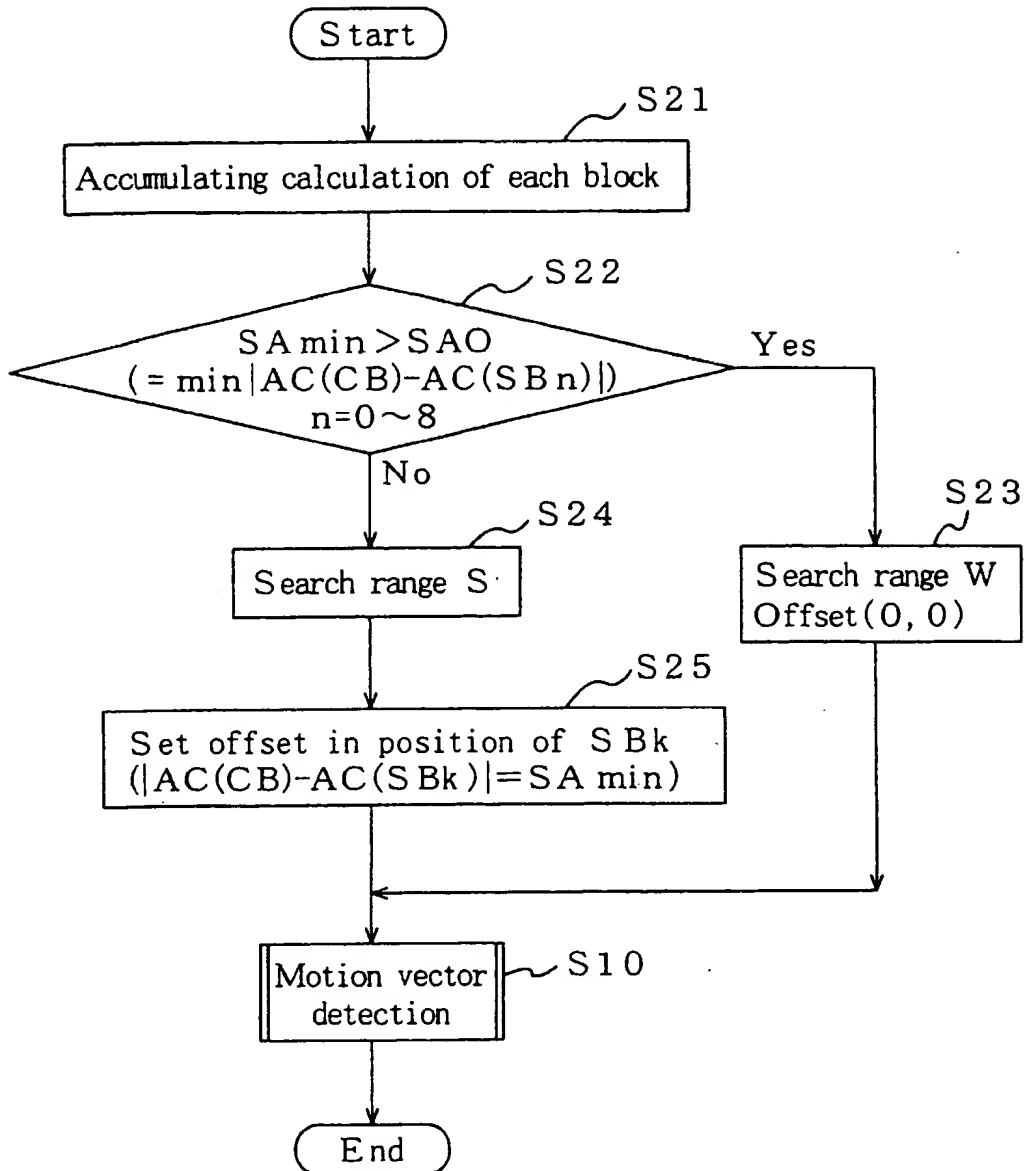 Start
S21
Accumulating calculation of each block
S22
SAmin>SAO
(=min|AC(CB)-AC(SBn)|)
n=0~8
Yes
No
S24
Search range S
S23
Search range W
Offset(0,0)
S25
Set offset in position of SBk
(|AC(CB)-AC(SBk)|=SAmin)
S10
Motion vector
detection
End